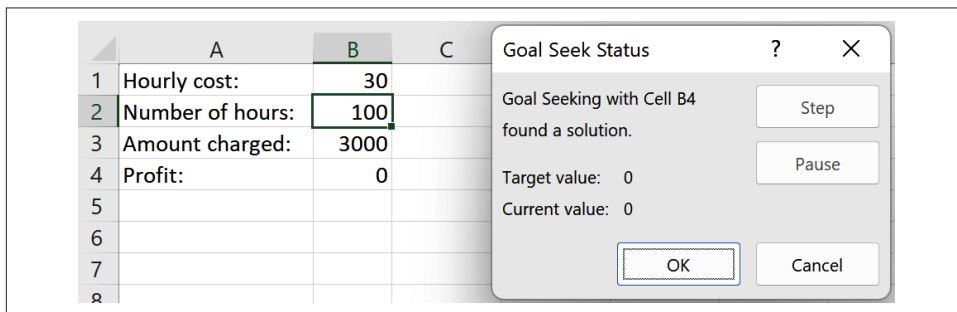 A B C
1 Hourly cost: 30
2 Number of hours: 100
3 Amount charged: 3000
4 Profit: 0
5
6
7
8
Goal Seek Status ? ×
Goal Seeking with Cell B4
found a solution.
Step
Pause
Target value: 0
Current value: 0
OK Cancel